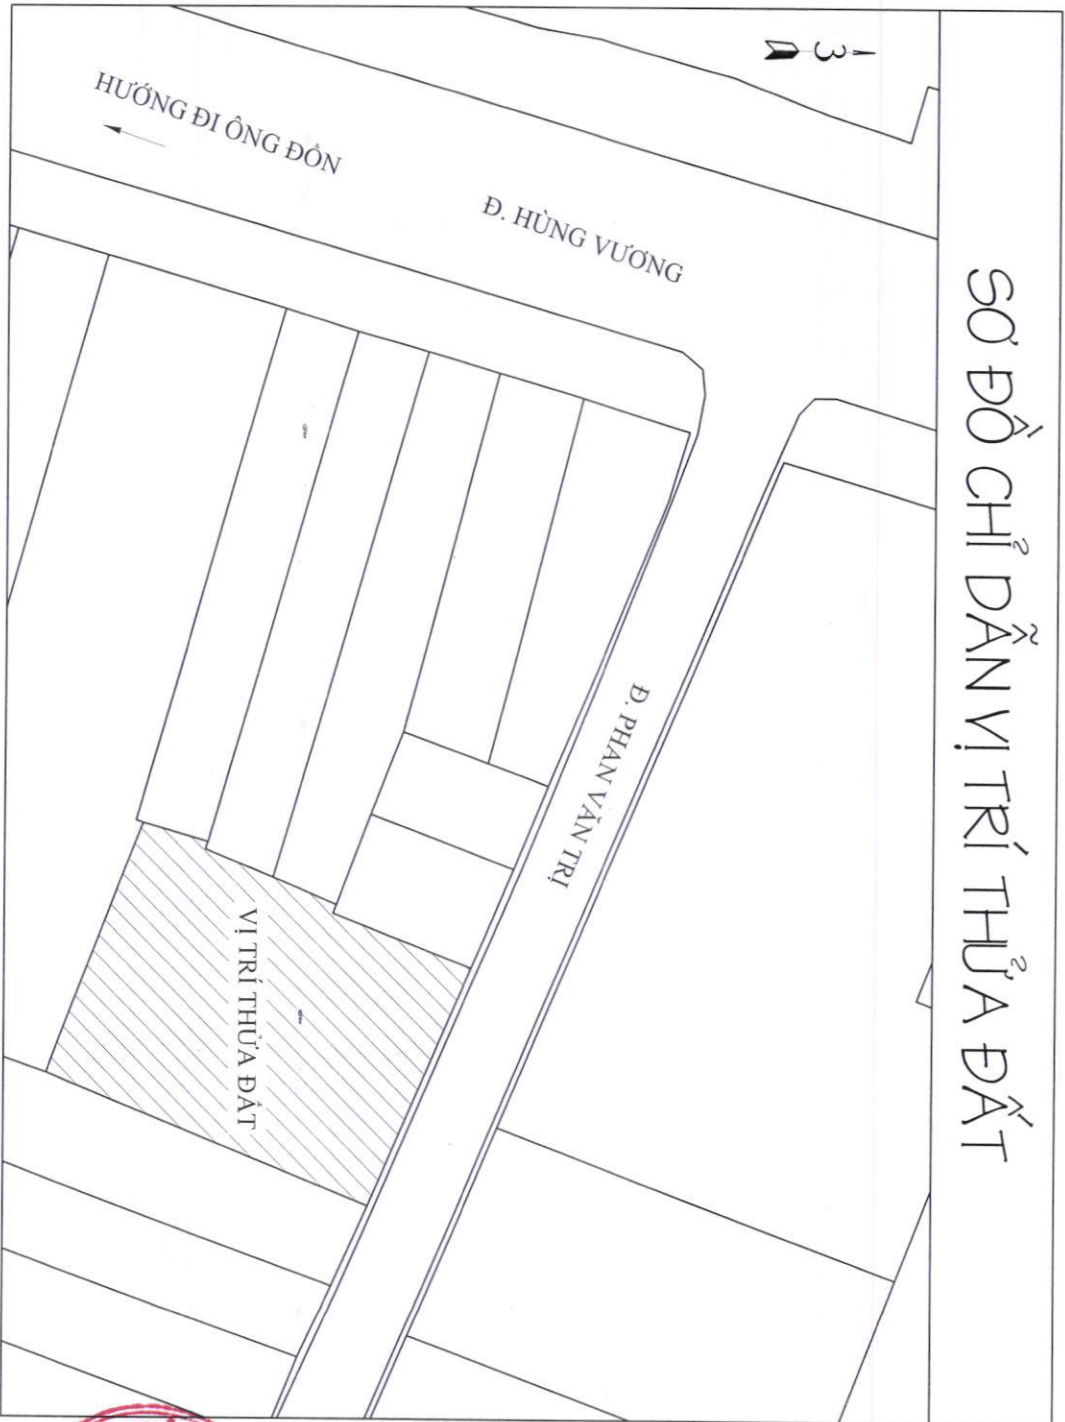 SƠ ĐỒ CHỈ DẪN VỊ TRÍ THỬA ĐẤT
HƯỚNG ĐI ÔNG ĐỒN
Đ. HÙNG VƯƠNG
Đ. PHAN VĂN TRỊ
VỊ TRÍ THỬA ĐẤT